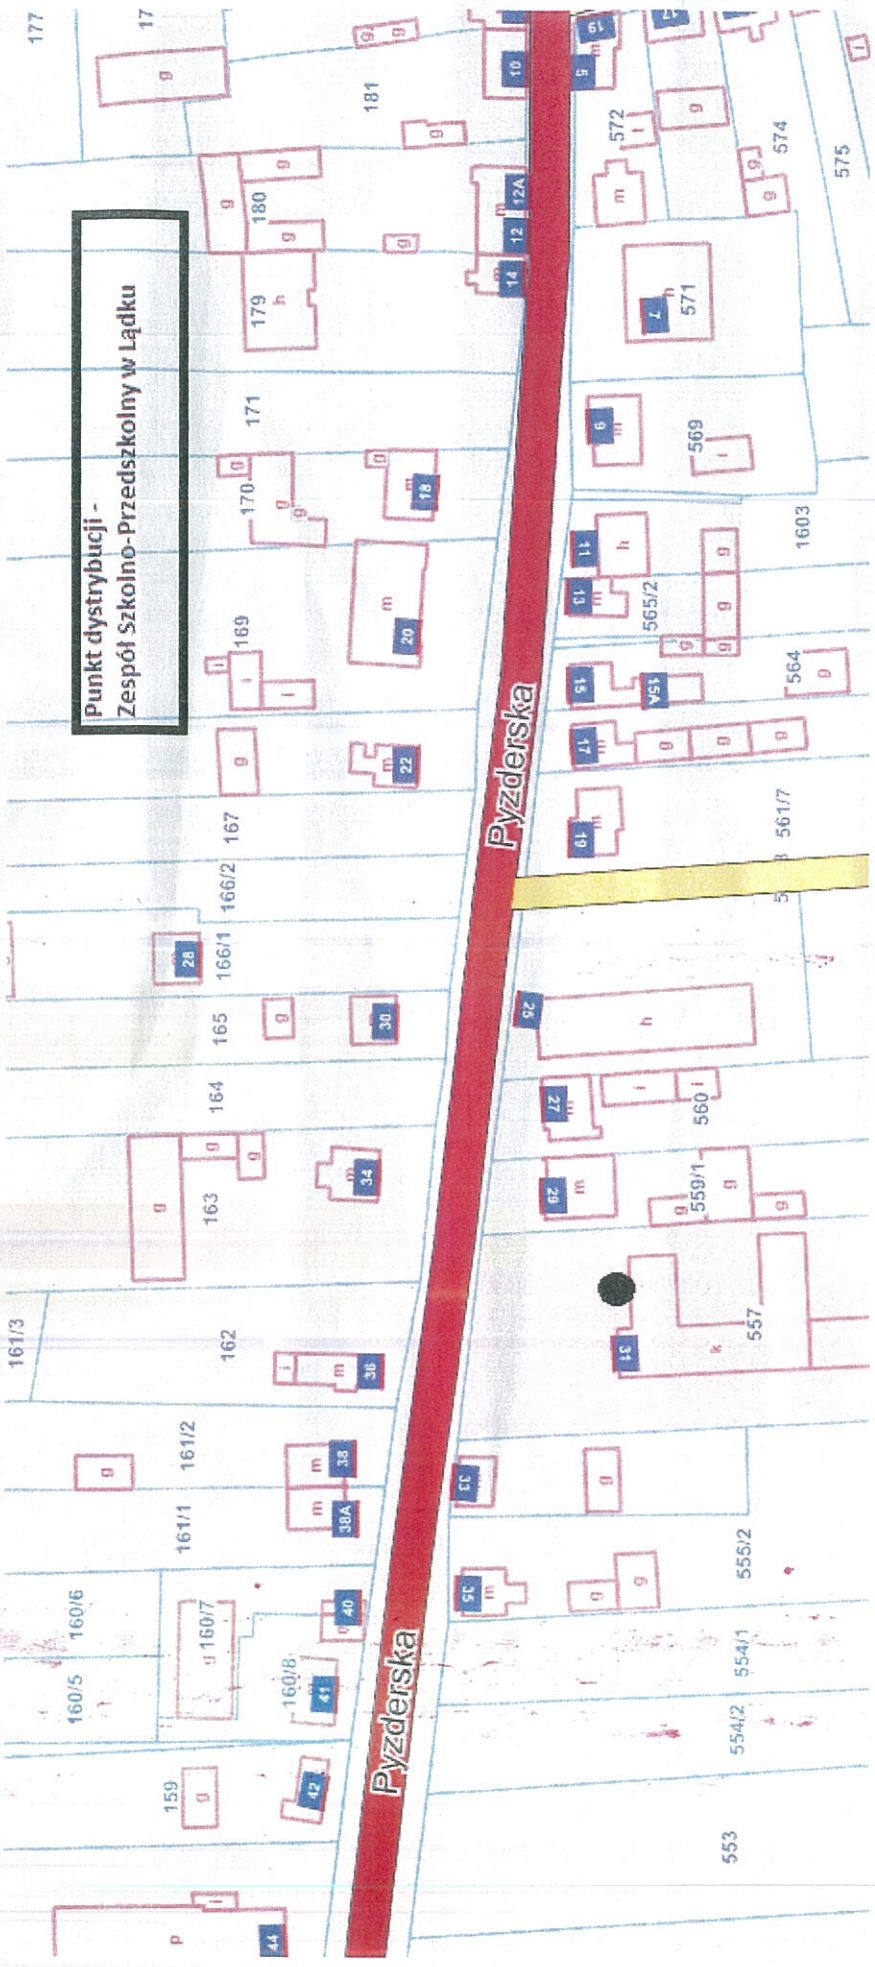 Punkt dystrybucji -
Zespół Szkolno-Przedszkolny w Lądku
177
17
g
g
g
181
g
10
5
m
572
i
g
574
g
g
575
i
g
g
180
g
g
12A
m
12
14
m
m
179
h
7
h
571
171
6
m
569
i
g
170
g
g
g
m
18
11
h
1603
13
m
565/2
g
g
g
g
169
i
i
i
m
20
15
15A
564
g
Pyzderska
g
m
22
17
m
g
g
g
167
19
m
561/7
166/2
166/1
28
165
g
30
25
h
164
27
m
i
i
560
g
g
g
163
m
34
29
m
g
559/1
g
g
161/3
162
i
m
36
31
k
557
161/2
g
m
38
33
g
161/1
m
38A
555/2
160/6
g 160/7
40
35
m
g
g
160/5
160/8
41
554/1
Pyzderska
554/2
159
g
42
553
p
i
44